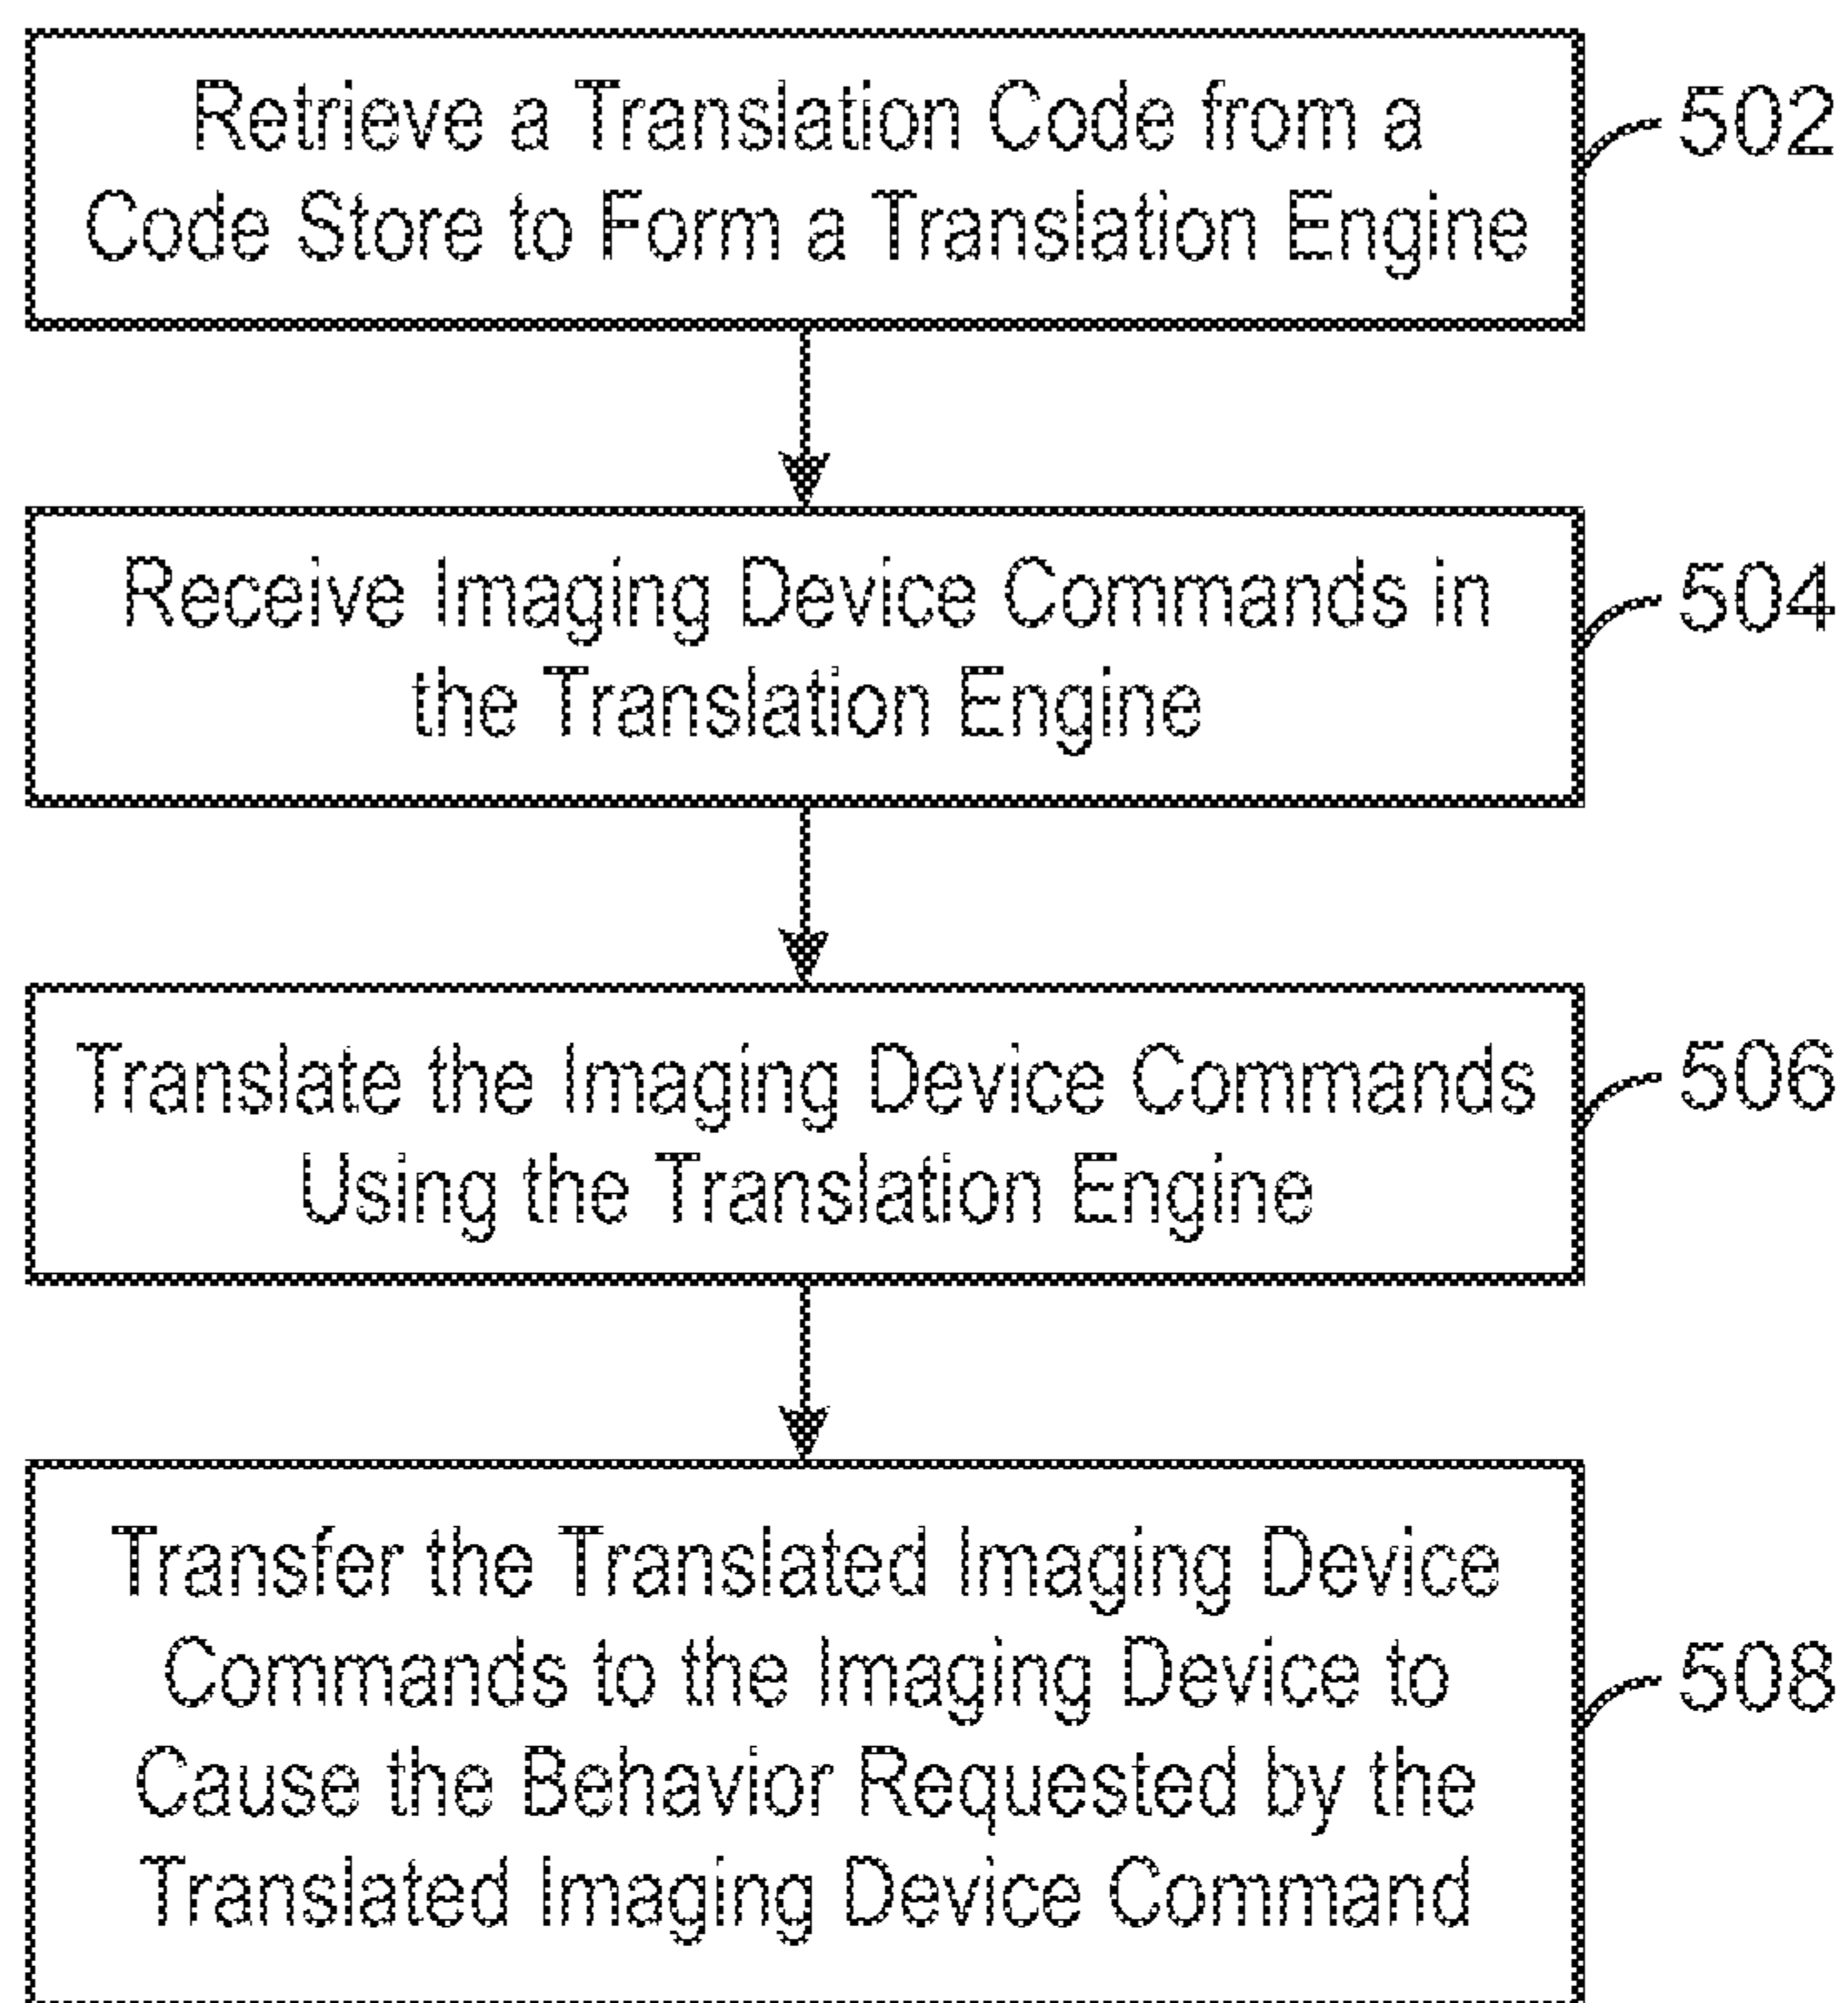 Retrieve a Translation Code from a
Code Store to Form a Translation Engine
502
Receive Imaging Device Commands in
the Translation Engine
504
Translate the Imaging Device Commands
Using the Translation Engine
506
Transfer the Translated Imaging Device
Commands to the Imaging Device to
Cause the Behavior Requested by the
Translated Imaging Device Command
508